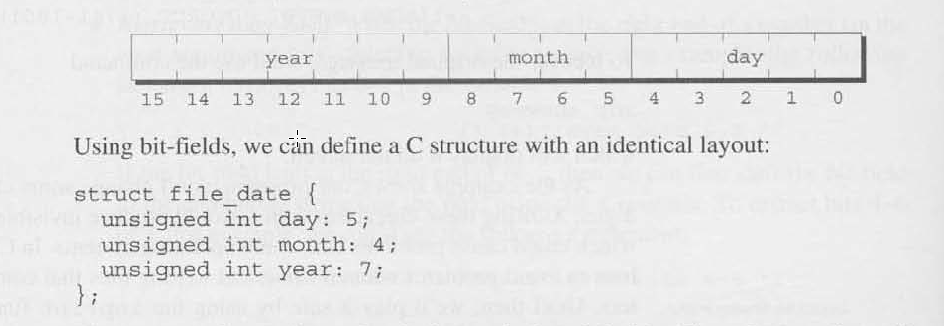 year month day
15 14 13 12 11 10 9 8 7 6 5 4 3 2 1 0
Using bit-fields, we can define a C structure with an identical layout:
struct file_date {
unsigned int day: 5;
unsigned int month: 4;
unsigned int year: 7;
};